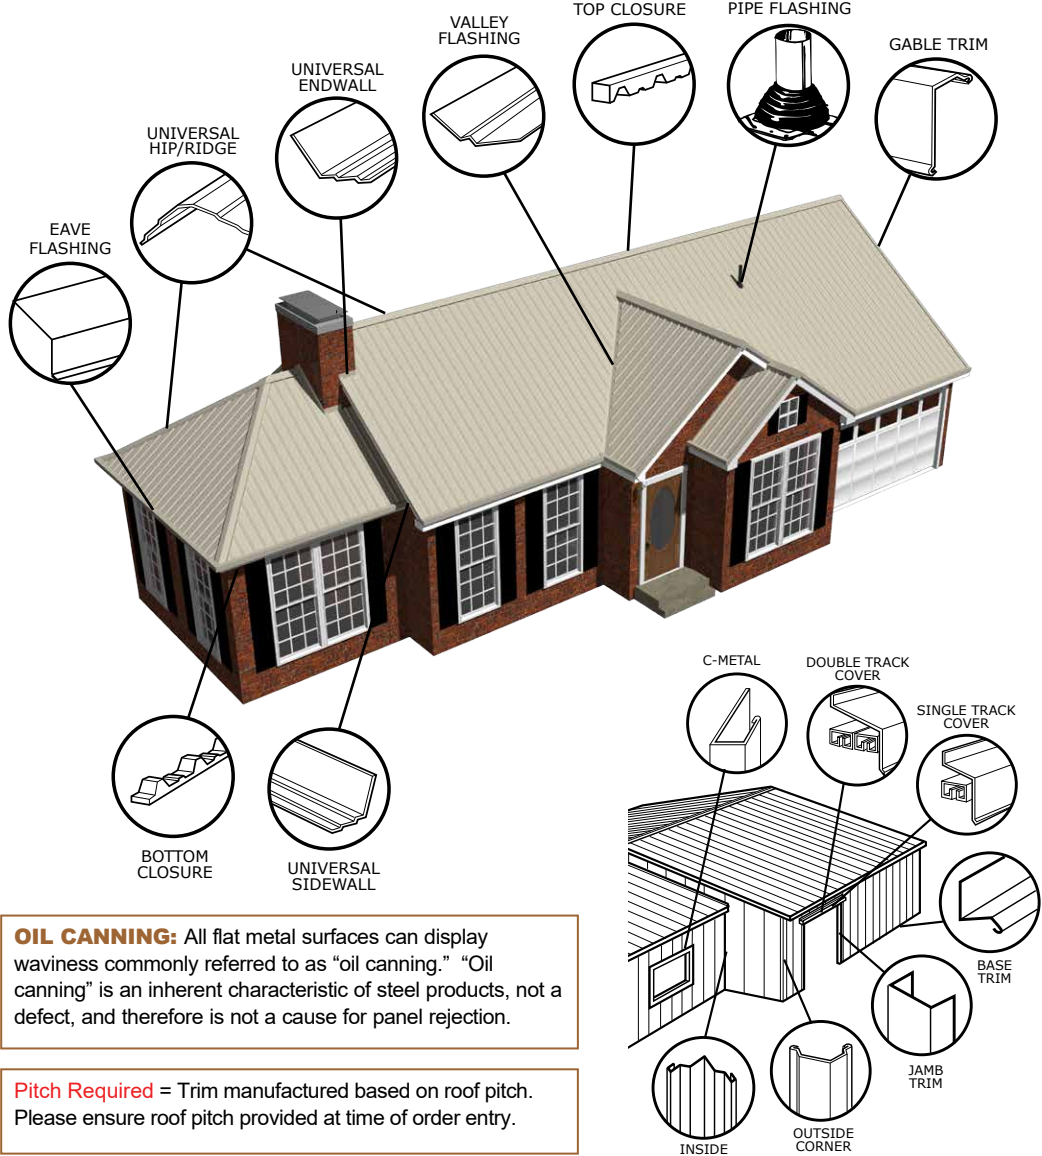 TOP CLOSURE
PIPE FLASHING
VALLEY
FLASHING
GABLE TRIM
UNIVERSAL
ENDWALL
UNIVERSAL
HIP/RIDGE
EAVE
FLASHING
C-METAL
DOUBLE TRACK
COVER
SINGLE TRACK
COVER
BOTTOM
CLOSURE
UNIVERSAL
SIDEWALL
BASE
TRIM
JAMB
TRIM
OUTSIDE
CORNER
INSIDE
OIL CANNING: All flat metal surfaces can display
waviness commonly referred to as “oil canning.” “Oil
canning” is an inherent characteristic of steel products, not a
defect, and therefore is not a cause for panel rejection.
Pitch Required = Trim manufactured based on roof pitch.
Please ensure roof pitch provided at time of order entry.